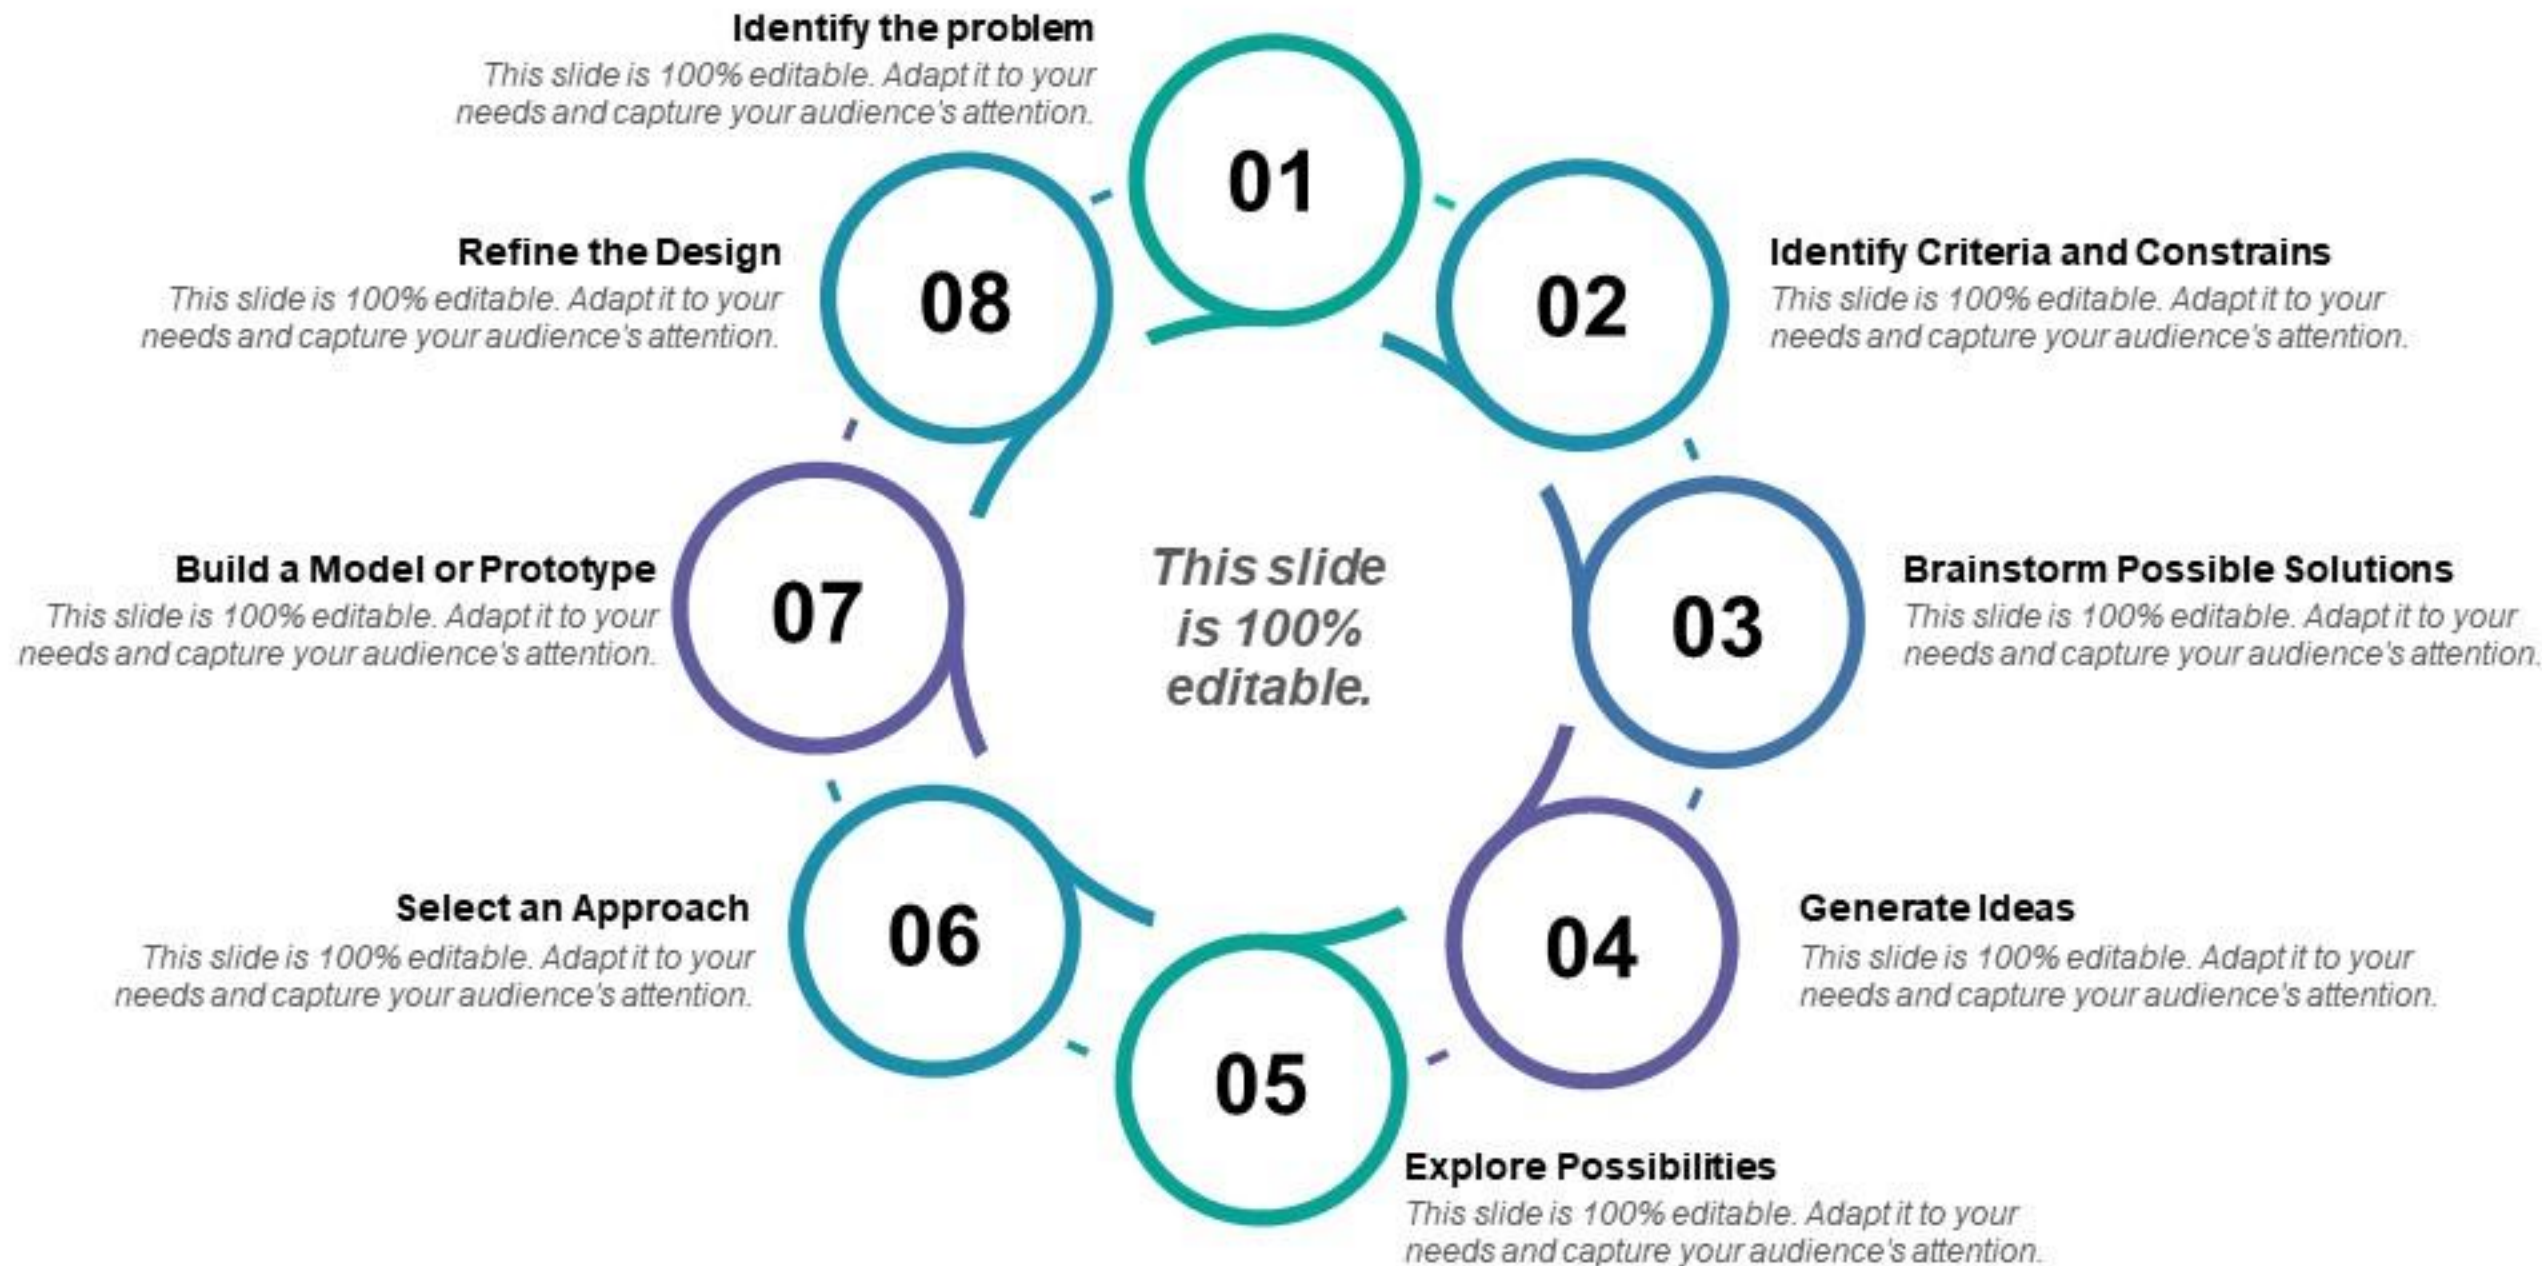 Identify the problem
This slide is 100% editable. Adapt it to your
needs and capture your audience's attention.
01
02
Identify Criteria and Constrains
This slide is 100% editable. Adapt it to your
needs and capture your audience's attention.
03
Brainstorm Possible Solutions
This slide is 100% editable. Adapt it to your
needs and capture your audience's attention.
04
Generate Ideas
This slide is 100% editable. Adapt it to your
needs and capture your audience's attention.
05
Explore Possibilities
This slide is 100% editable. Adapt it to your
needs and capture your audience's attention.
06
Select an Approach
This slide is 100% editable. Adapt it to your
needs and capture your audience's attention.
07
Build a Model or Prototype
This slide is 100% editable. Adapt it to your
needs and capture your audience's attention.
08
Refine the Design
This slide is 100% editable. Adapt it to your
needs and capture your audience's attention.
This slide
is 100%
editable.